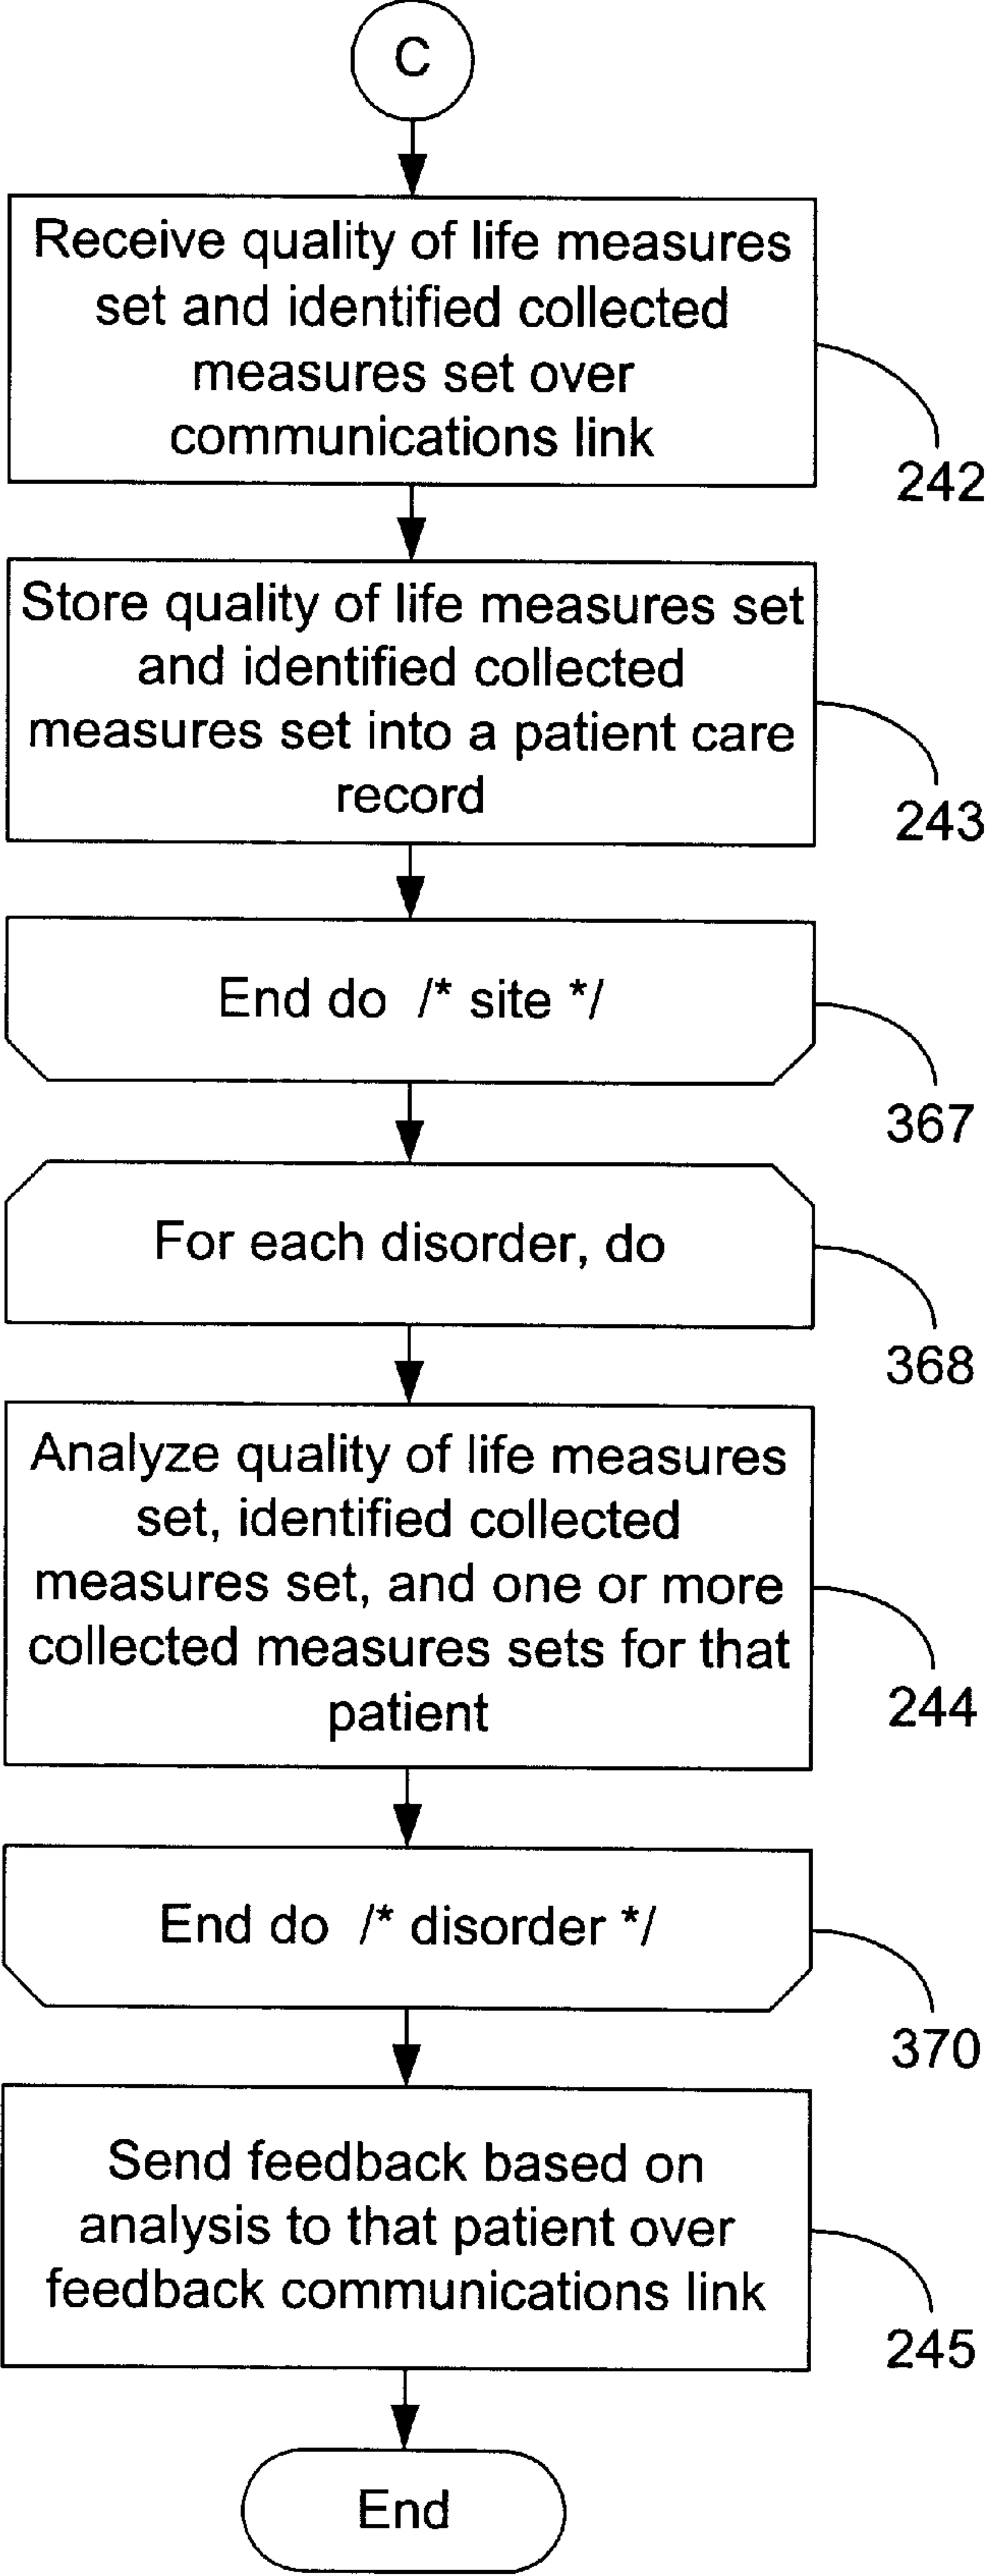 C
Receive quality of life measures
set and identified collected
measures set over
communications link
242
Store quality of life measures set
and identified collected
measures set into a patient care
record
243
End do /* site */
367
For each disorder, do
368
Analyze quality of life measures
set, identified collected
measures set, and one or more
collected measures sets for that
patient
244
End do /* disorder */
370
Send feedback based on
analysis to that patient over
feedback communications link
245
End